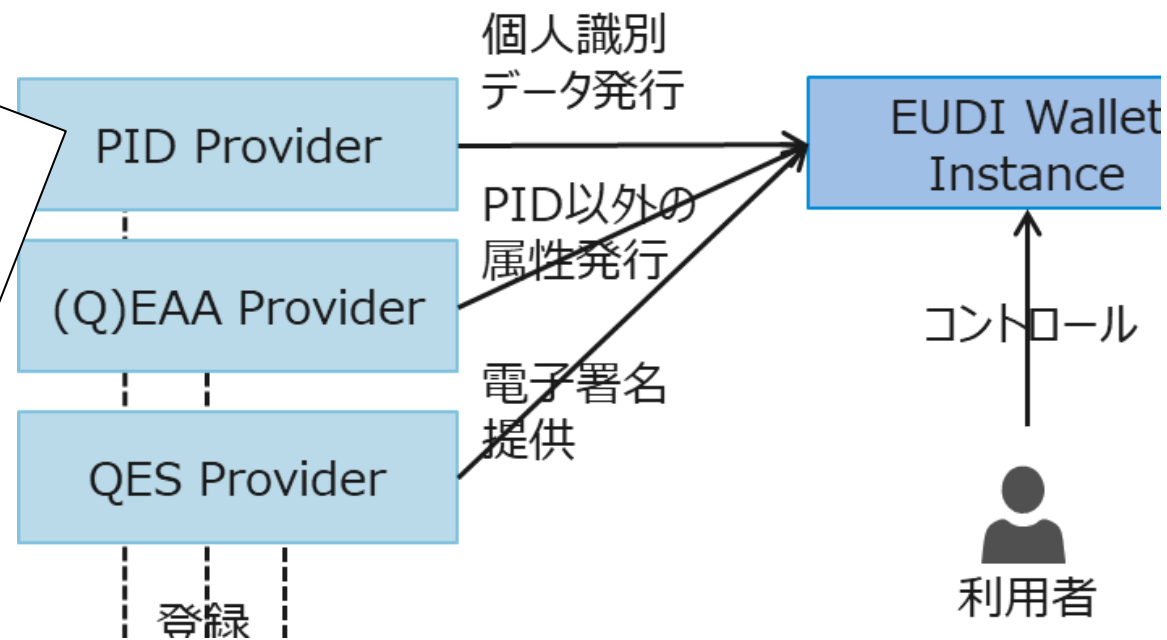 個人識別
データ発行
PID Provider
EUDI Wallet
Instance
PID以外の
属性発行
(Q)EAA Provider
コントロール
電子署名
提供
QES Provider
利用者
登録